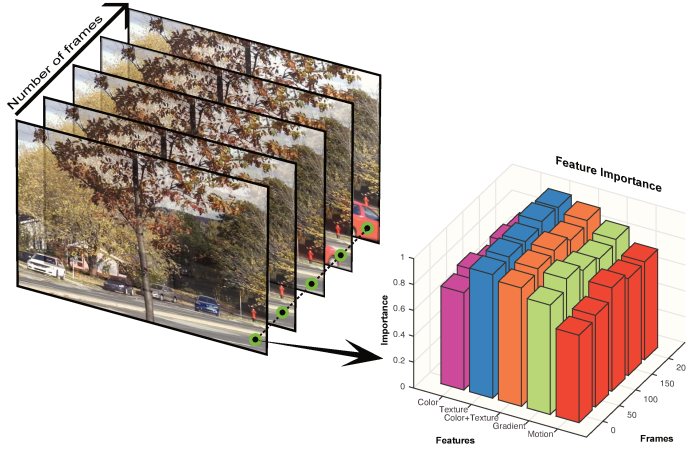 Number of frames
Feature Importance
Importance
1
0.8
0.6
0.4
0.2
0
Color
Texture
Color+Texture
Gradient
Motion
Features
0
50
100
150
Frames